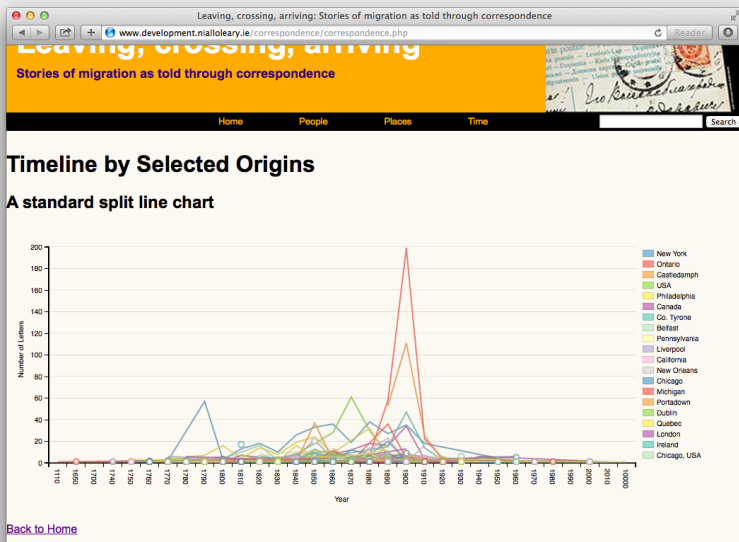 Leaving, crossing, arriving: Stories of migration as told through correspondence
www.development.nialloleary.ie/correspondence/correspondence.php
Reader
Leaving, crossing, arriving
Stories of migration as told through correspondence
Home People Places Time Search
Timeline by Selected Origins
A standard split line chart
200
180
160
140
120
100
80
60
40
20
0
Number of Letters
1110 1650 1710 1750 1760 1770 1780 1790 1800 1810 1820 1830 1840 1850 1860 1870 1880 1890 1900 1910 1920 1930 1940 1950 1960 1970 1980 1990 2000 2010
Year
New York
Ontario
Castledamph
USA
Philadelphia
Canada
Co. Tyrone
Belfast
Pennsylvania
Liverpool
California
New Orleans
Chicago
Michigan
Portadown
Dublin
Quebec
London
Ireland
Chicago, USA
Back to Home